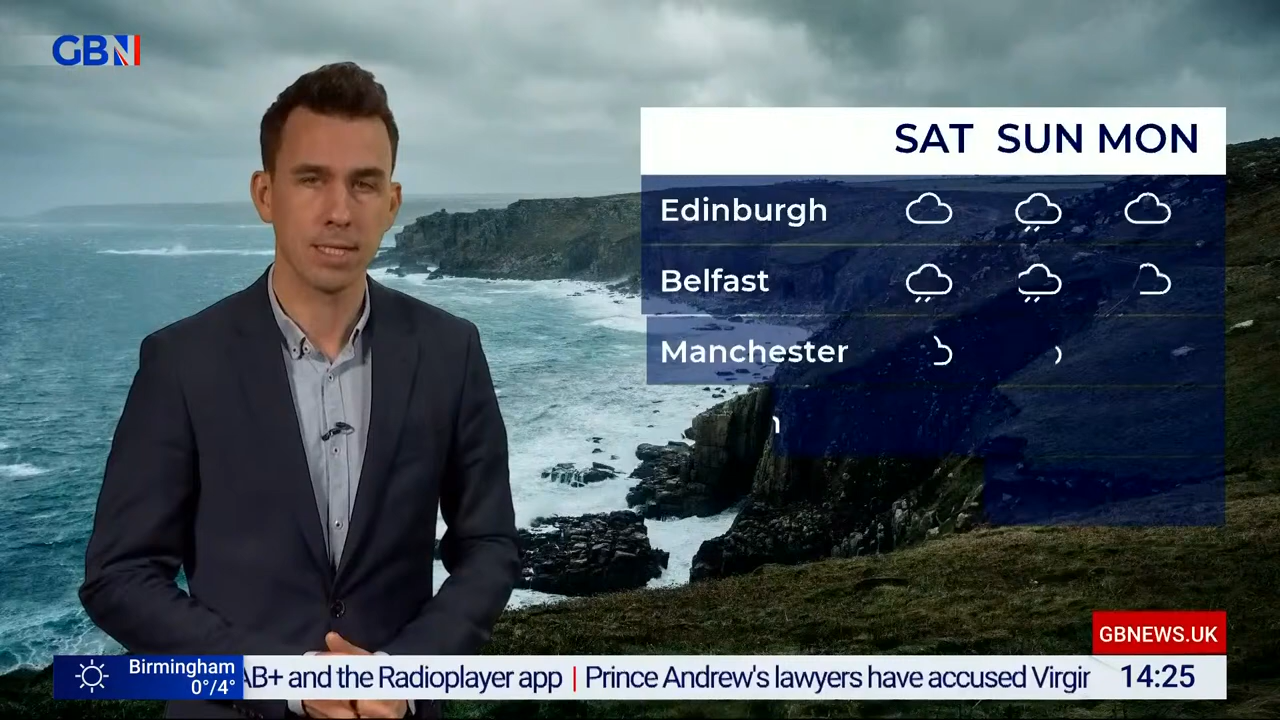 GBN
SAT SUN MON
Edinburgh
Belfast
Manchester
GBNEWS.UK
Birmingham
0°/4°
AB+ and the Radioplayer app | Prince Andrew's lawyers have accused Virgin
14:25